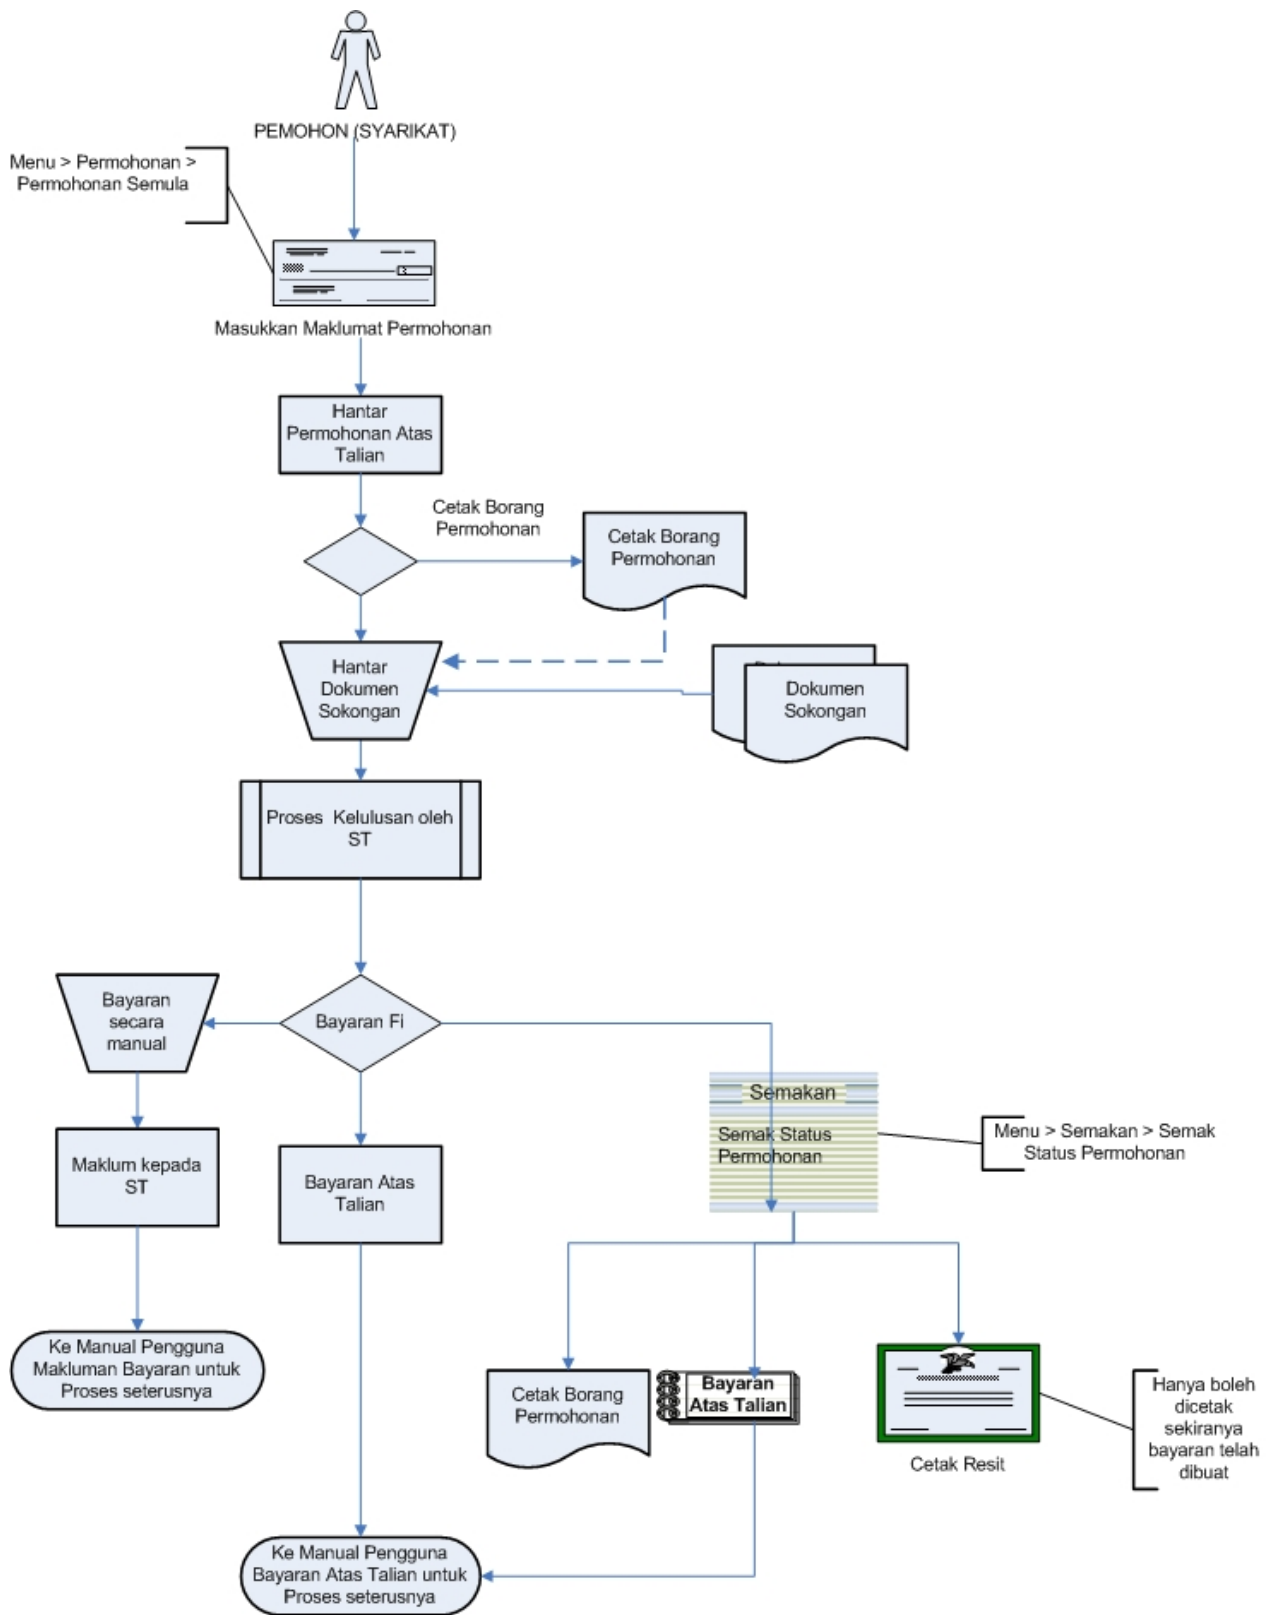 PEMOHON (SYARIKAT)
Menu > Permohonan >
Permohonan Semula
Masukkan Maklumat Permohonan
Hantar
Permohonan Atas
Talian
Cetak Borang
Permohonan
Cetak Borang
Permohonan
Hantar
Dokumen
Sokongan
Dokumen
Sokongan
Proses Kelulusan oleh
ST
Bayaran
secara
manual
Bayaran Fi
Semakan
Semak Status
Permohonan
Menu > Semakan > Semak
Status Permohonan
Maklum kepada
ST
Bayaran Atas
Talian
Ke Manual Pengguna
Makluman Bayaran untuk
Proses seterusnya
Cetak Borang
Permohonan
Bayaran
Atas Talian
Cetak Resit
Hanya boleh
dicetak
sekiranya
bayaran telah
dibuat
Ke Manual Pengguna
Bayaran Atas Talian untuk
Proses seterusnya